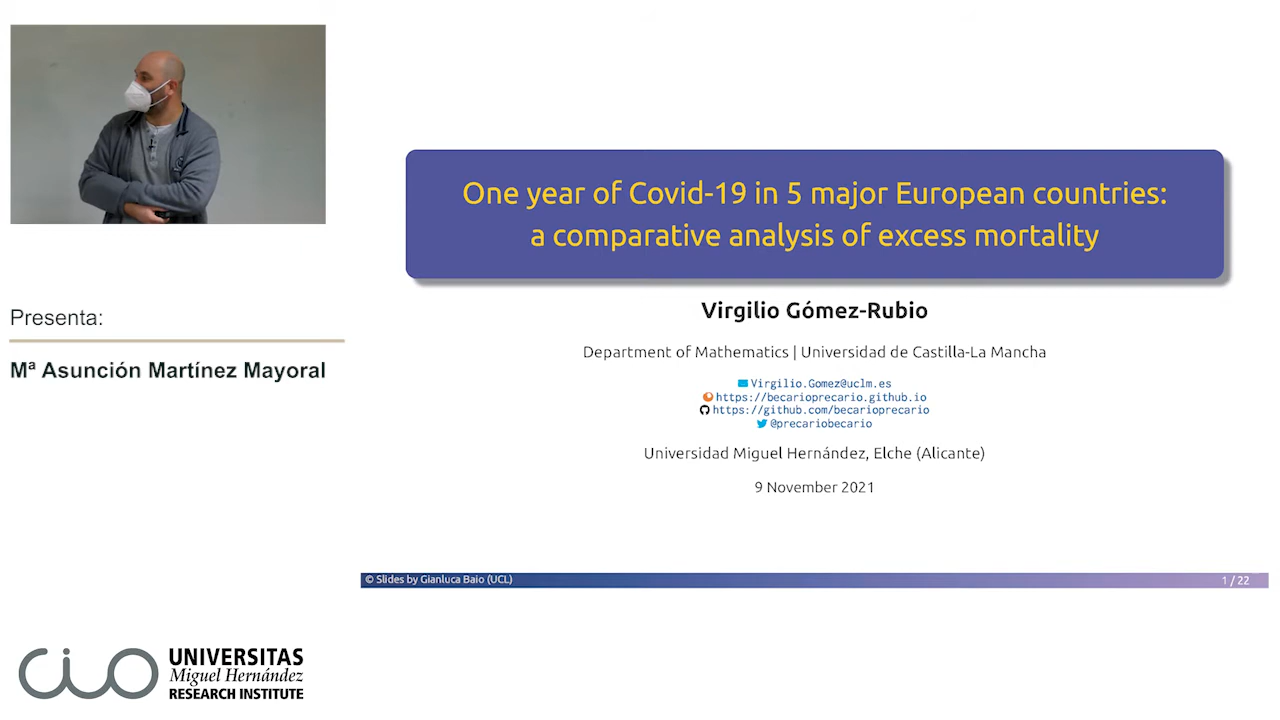 Presenta:
Mª Asunción Martínez Mayoral
One year of Covid-19 in 5 major European countries:
a comparative analysis of excess mortality
Virgilio Gómez-Rubio
Department of Mathematics | Universidad de Castilla-La Mancha
Virgilio.Gomez@uclm.es
https://becarioprecario.github.io
https://github.com/becarioprecario
@precariobecario
Universidad Miguel Hernández, Elche (Alicante)
9 November 2021
© Slides by Gianluca Baio (UCL)
1 / 22
cio
UNIVERSITAS
Miguel Hernández
RESEARCH INSTITUTE